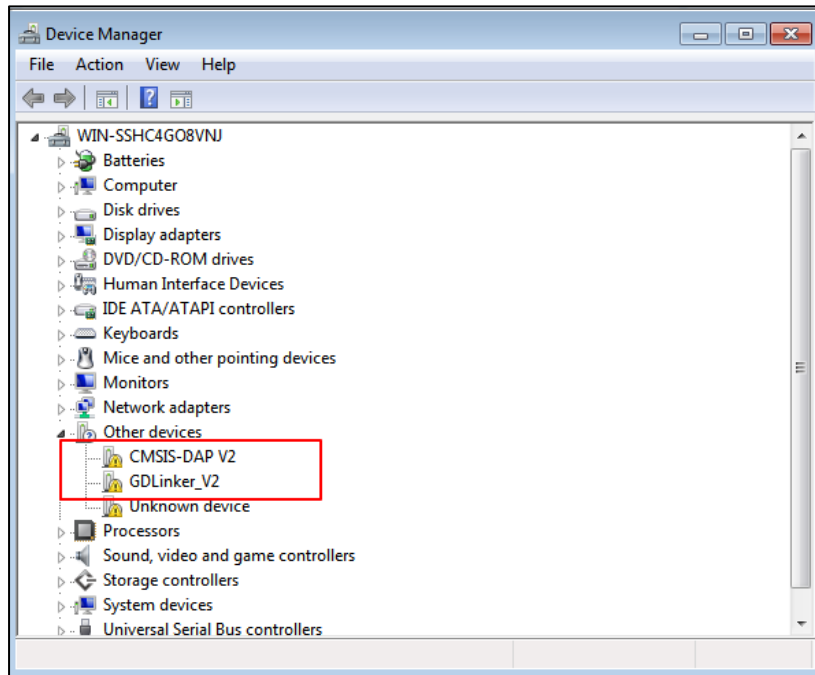 Device Manager
File Action View Help
WIN-SSHC4GO8VNJ
Batteries
Computer
Disk drives
Display adapters
DVD/CD-ROM drives
Human Interface Devices
IDE ATA/ATAPI controllers
Keyboards
Mice and other pointing devices
Monitors
Network adapters
Other devices
CMSIS-DAP V2
GDLinker_V2
Unknown device
Processors
Sound, video and game controllers
Storage controllers
System devices
Universal Serial Bus controllers